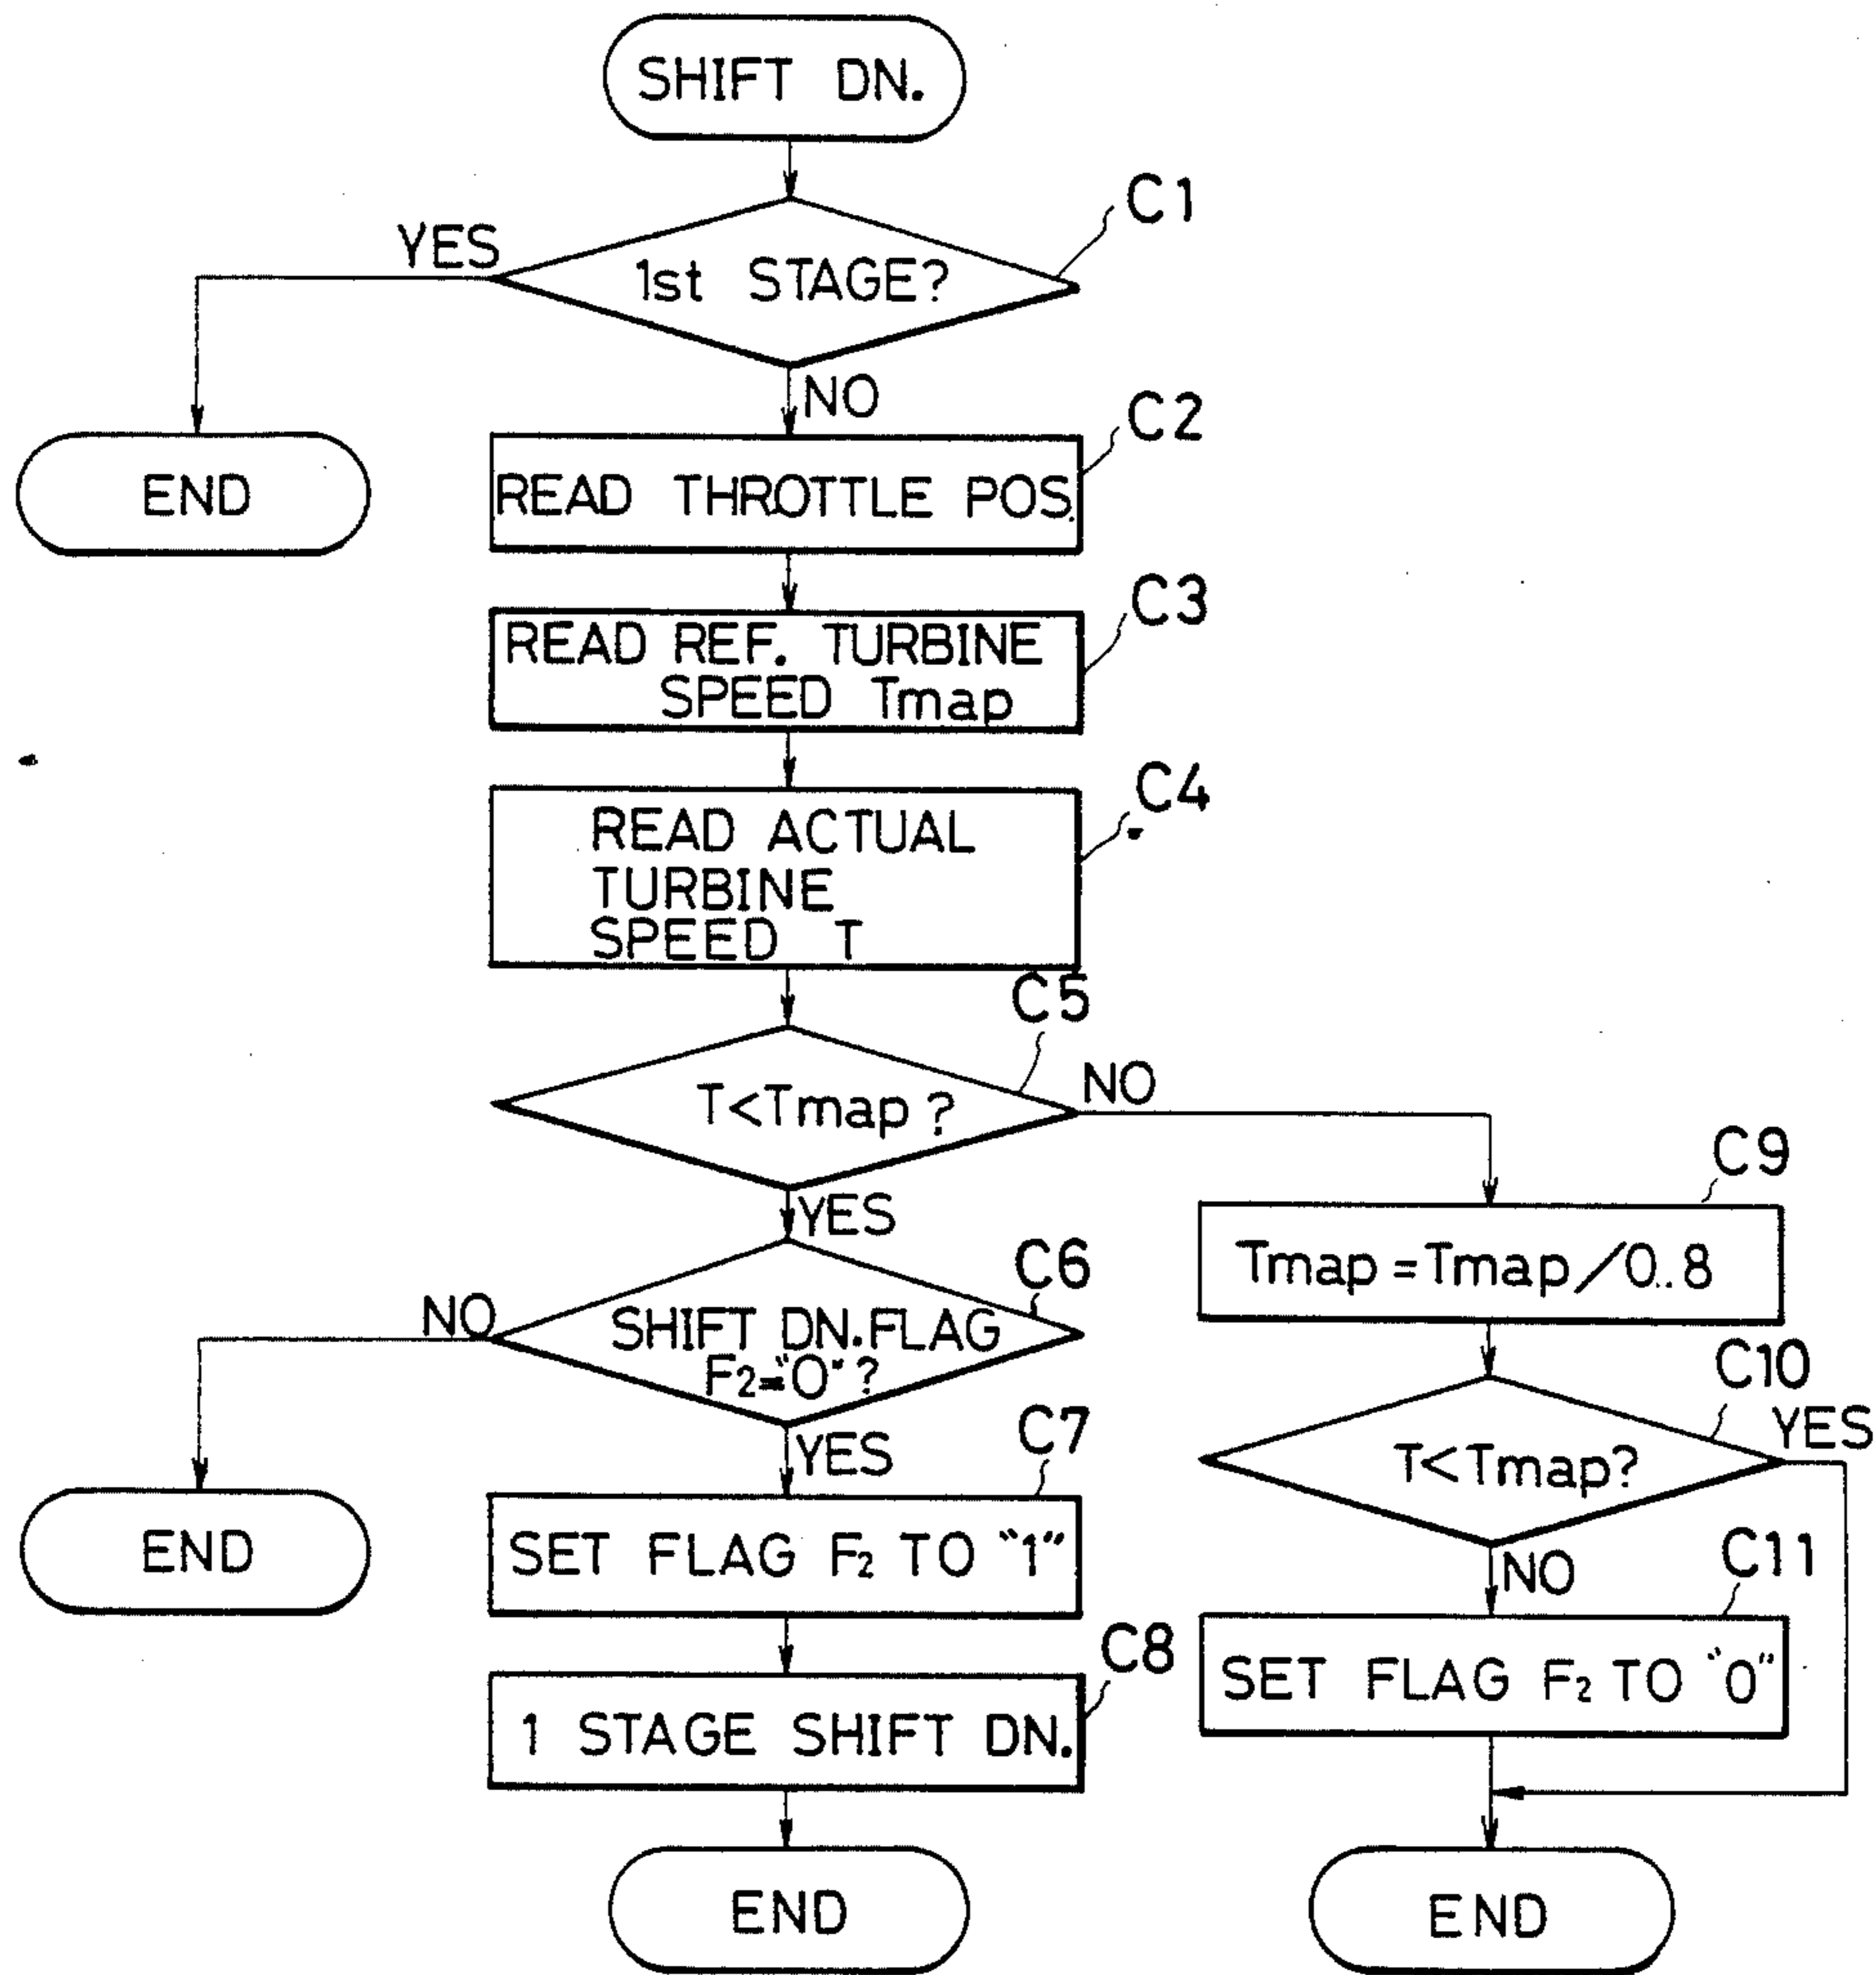 SHIFT DN.
C1
YES
1st STAGE?
NO
C2
END
READ THROTTLE POS.
C3
READ REF. TURBINE
SPEED Tmap
C4
READ ACTUAL
TURBINE
SPEED T
C5
T<Tmap?
NO
YES
C9
Tmap=Tmap/0.8
C6
NO
SHIFT DN.FLAG
F2="0"?
YES
C10
T<Tmap?
YES
END
C7
SET FLAG F2 TO "1"
NO
C11
SET FLAG F2 TO "0"
C8
1 STAGE SHIFT DN.
END
END